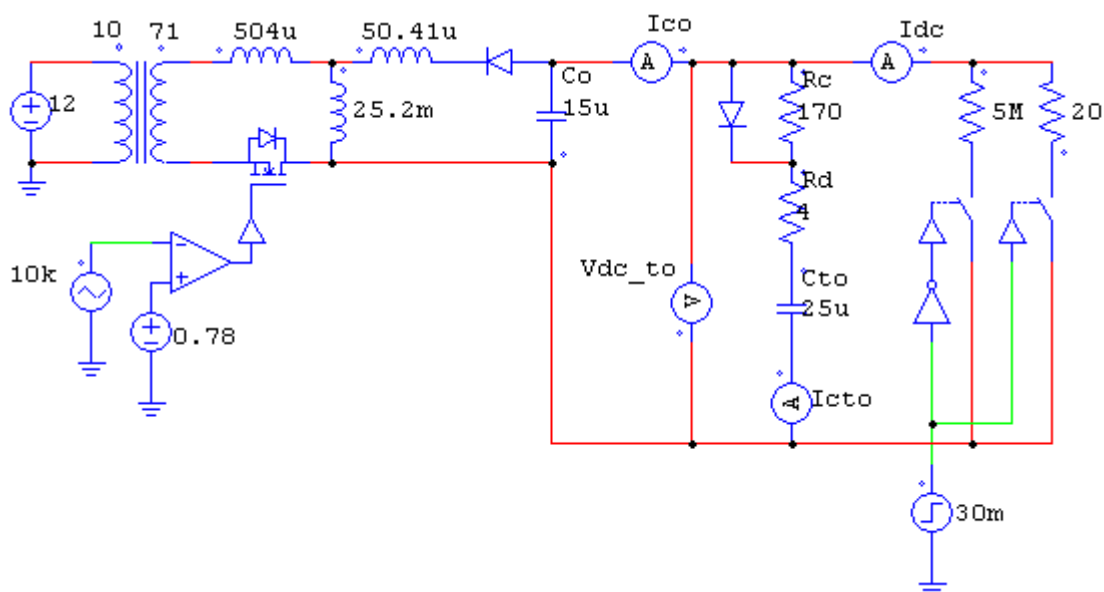 Ico
Idc
10 71
504u
50.41u
A
A
Co
15u
Rc
170
5M
20
12
25.2m
Rd
4
10k
−
+
0.78
Vdc_to
V
Cto
25u
A
Icto
30m